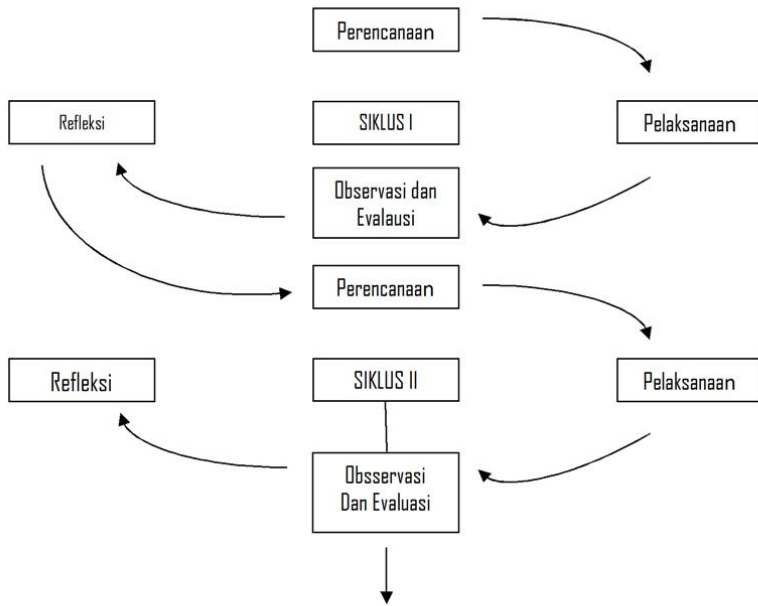 Perencanaan
Refleksi
SIKLUS I
Pelaksanaan
Observasi dan
Evalausi
Perencanaan
Refleksi
SIKLUS II
Pelaksanaan
Obsservasi
Dan Evaluasi